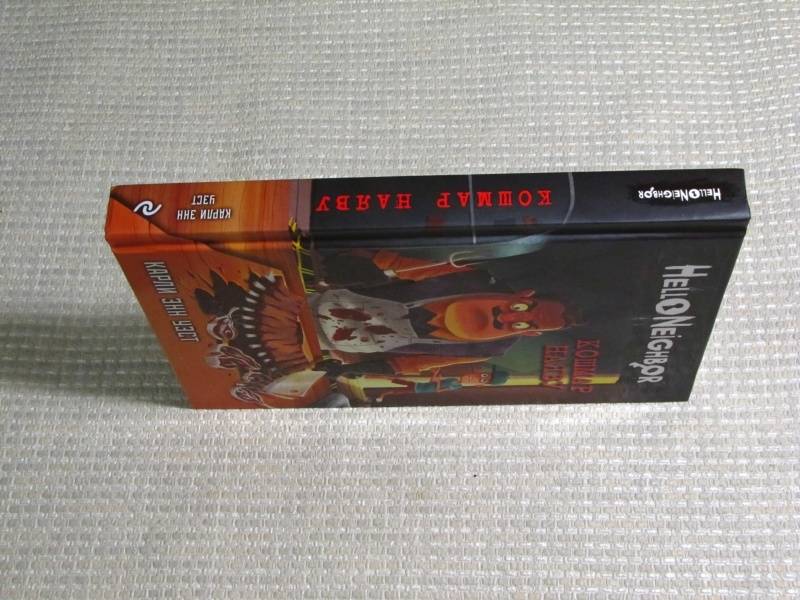 HELLO NEIGHBOR
КОШМАР НАЯВУ
КАРЛИ ЭНН
УЭСТ
HELLO NEIGHBOR
КОШМАР
НАЯВУ
КАРЛИ ЭНН УЭСТ